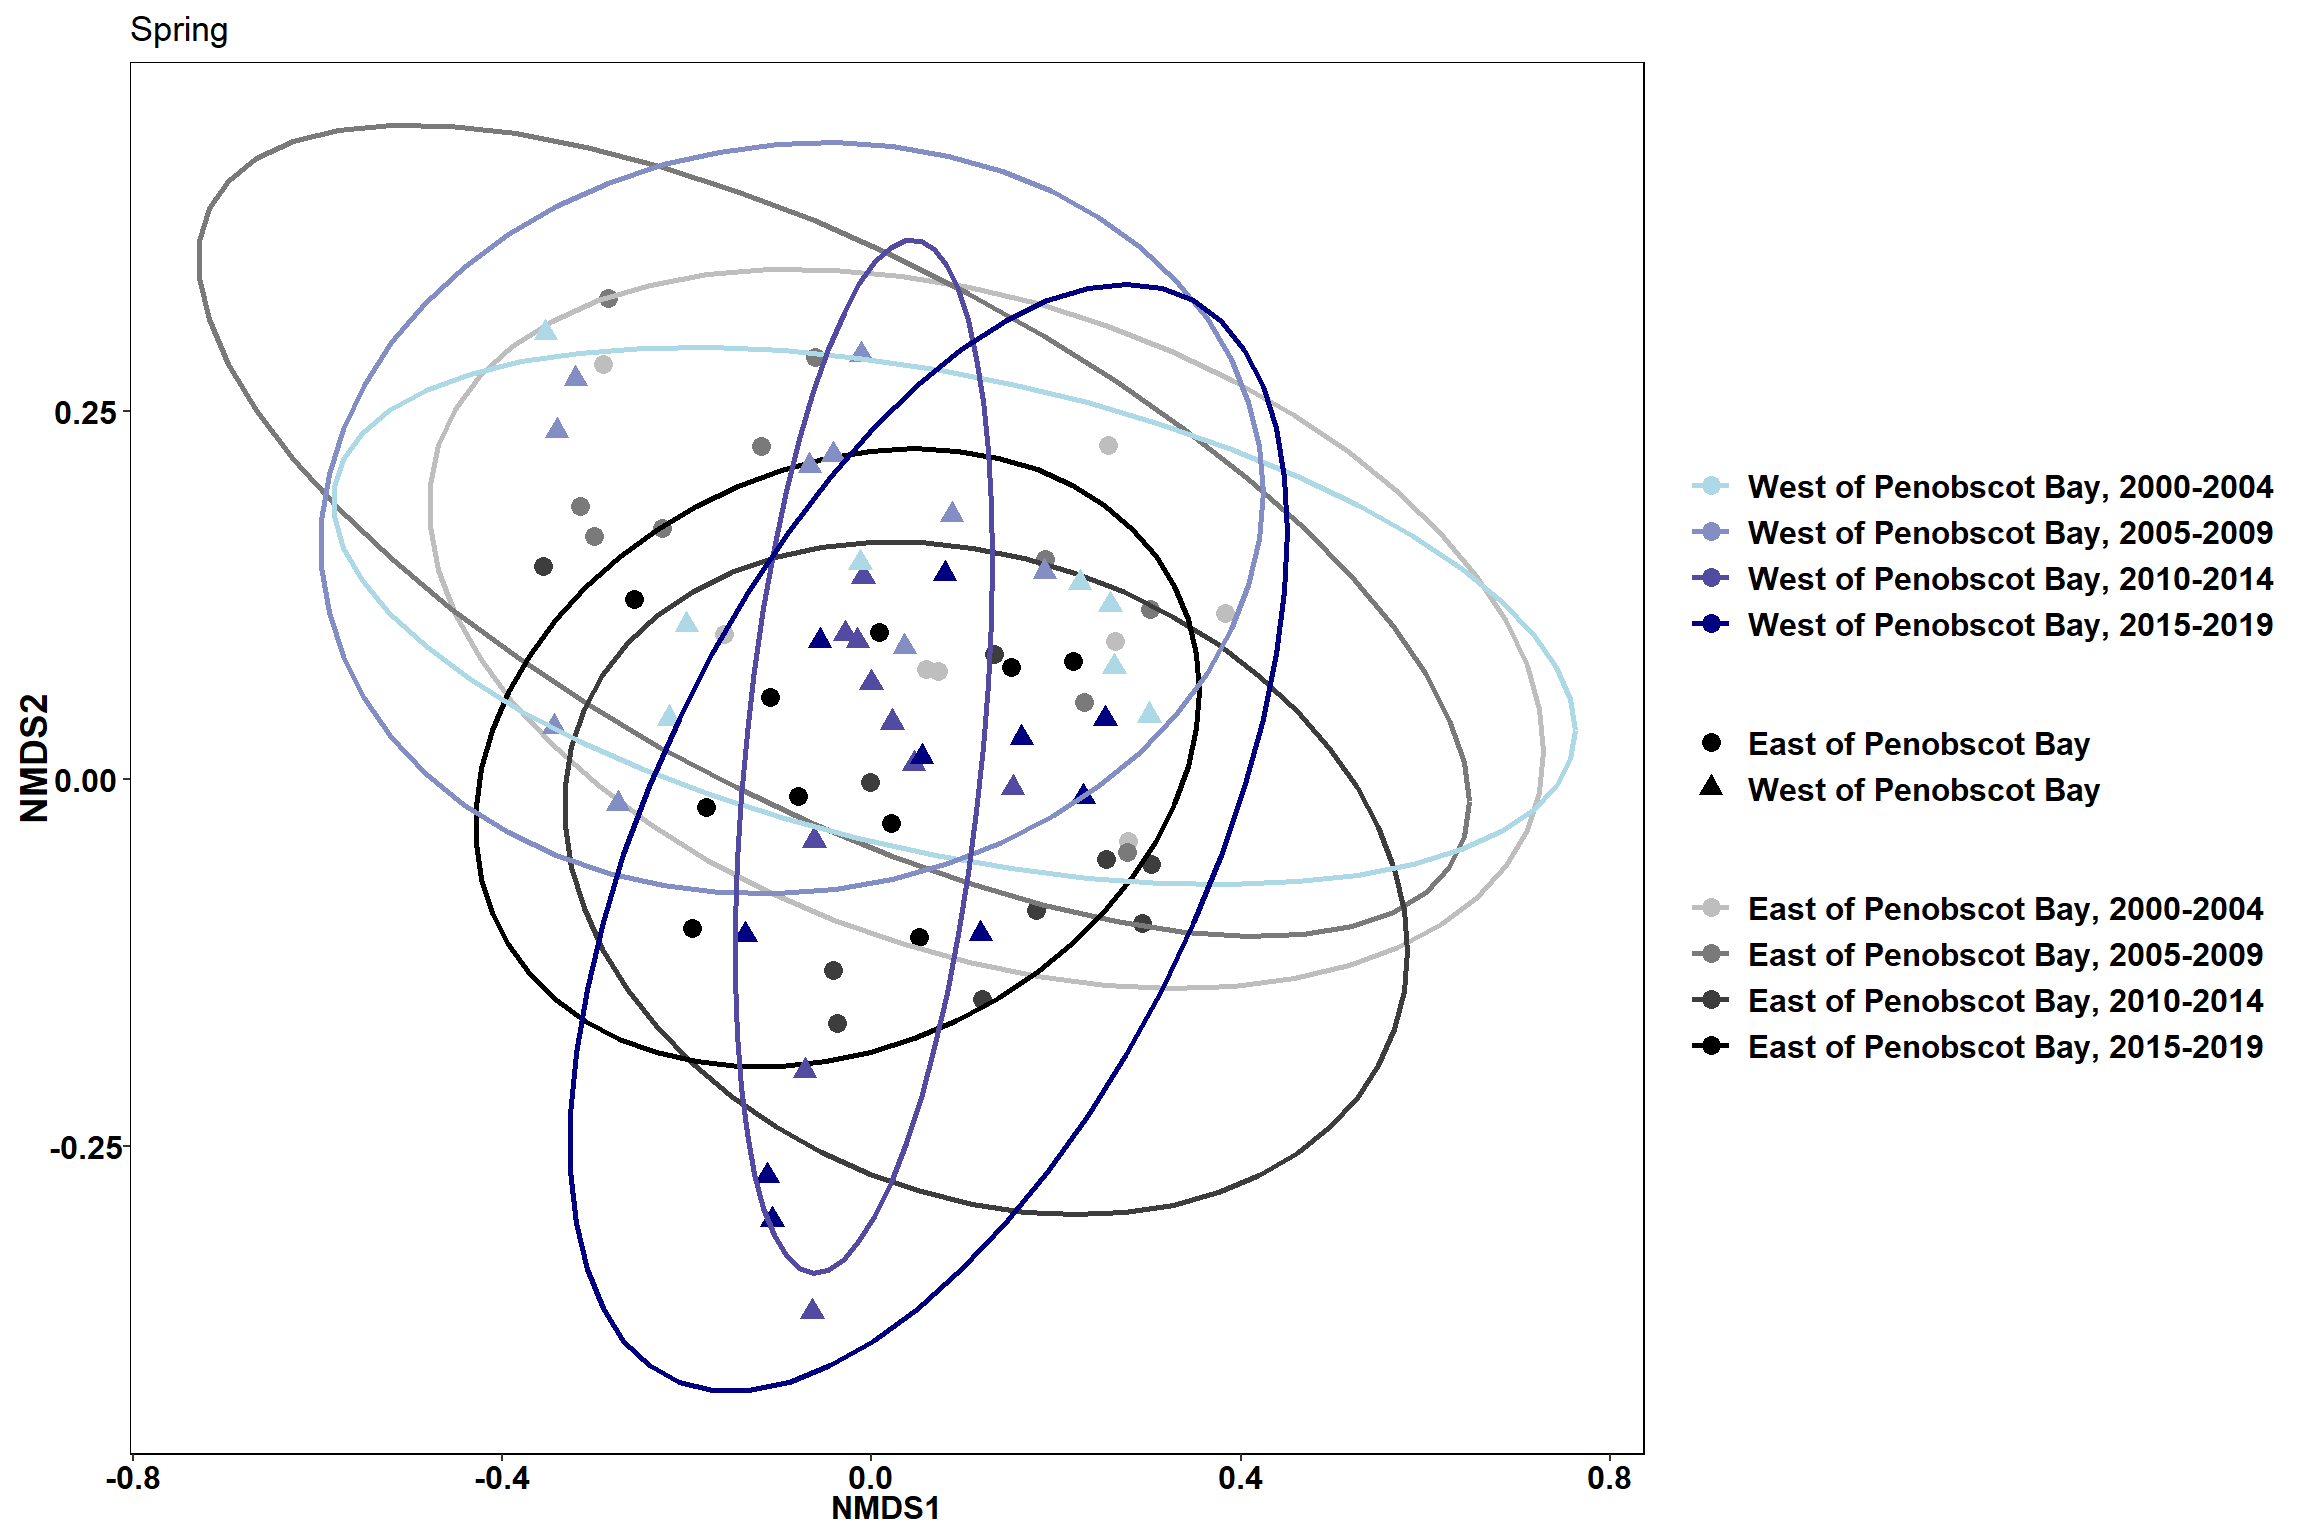 Spring
NMDS2
0.25
0.00
-0.25
-0.8
-0.4
0.0
0.4
0.8
NMDS1
West of Penobscot Bay, 2000-2004
West of Penobscot Bay, 2005-2009
West of Penobscot Bay, 2010-2014
West of Penobscot Bay, 2015-2019
East of Penobscot Bay
West of Penobscot Bay
East of Penobscot Bay, 2000-2004
East of Penobscot Bay, 2005-2009
East of Penobscot Bay, 2010-2014
East of Penobscot Bay, 2015-2019